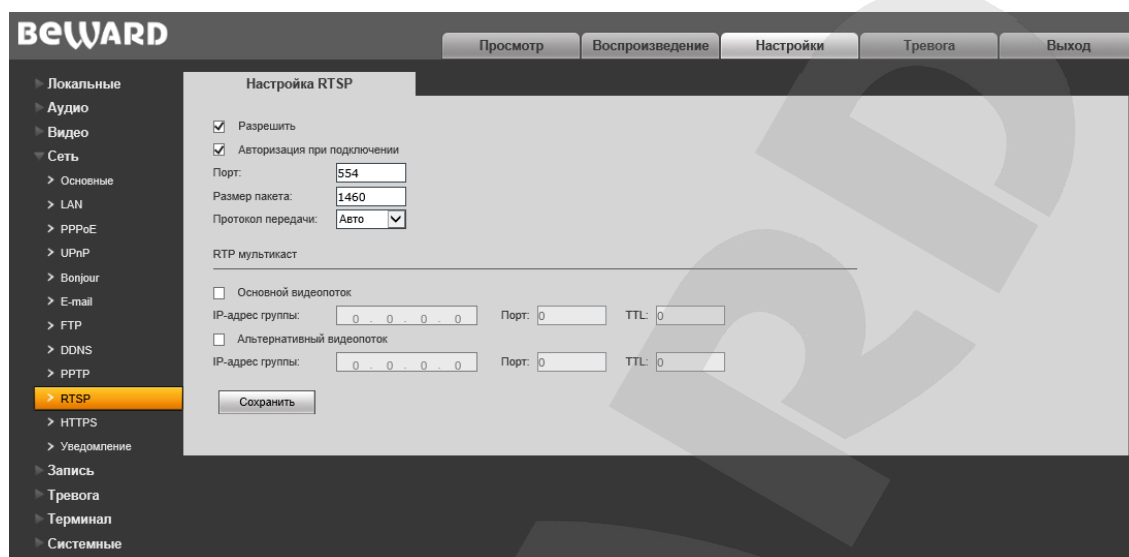 BEWARD
Просмотр Воспроизведение Настройки Тревога Выход
Локальные
Аудио
Видео
Сеть
Основные
LAN
PPPoE
UPnP
Bonjour
E-mail
FTP
DDNS
PPTP
RTSP
HTTPS
Уведомление
Запись
Тревога
Терминал
Системные
Настройка RTSP
Разрешить
Авторизация при подключении
Порт: 554
Размер пакета: 1460
Протокол передачи: Авто
RTP мультикаст
Основной видеопоток
IP-адрес группы: 0 . 0 . 0 . 0 Порт: 0 TTL: 0
Альтернативный видеопоток
IP-адрес группы: 0 . 0 . 0 . 0 Порт: 0 TTL: 0
Сохранить